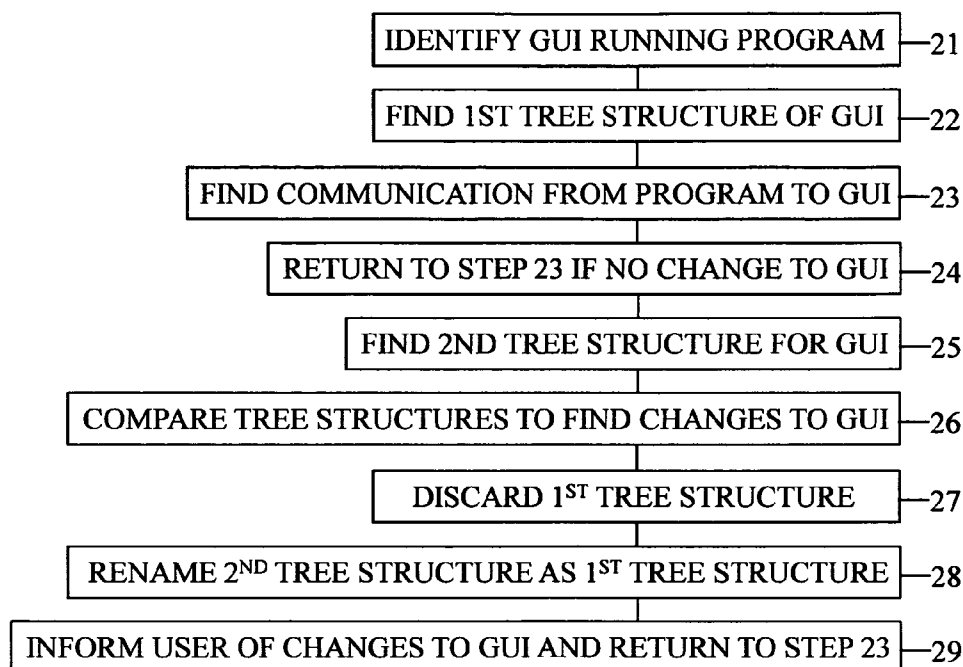 IDENTIFY GUI RUNNING PROGRAM 21
FIND 1ST TREE STRUCTURE OF GUI 22
FIND COMMUNICATION FROM PROGRAM TO GUI 23
RETURN TO STEP 23 IF NO CHANGE TO GUI 24
FIND 2ND TREE STRUCTURE FOR GUI 25
COMPARE TREE STRUCTURES TO FIND CHANGES TO GUI 26
DISCARD 1ST TREE STRUCTURE 27
RENAME 2ND TREE STRUCTURE AS 1ST TREE STRUCTURE 28
INFORM USER OF CHANGES TO GUI AND RETURN TO STEP 23 29